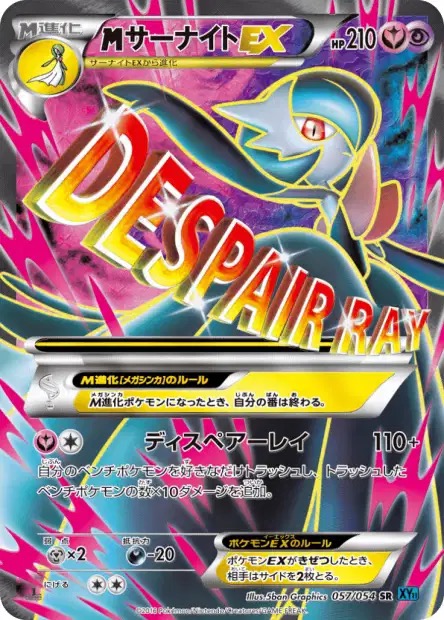 M進化
MサーナイトEX
HP210
サーナイトEXから進化
DESPAIR RAY
M進化[メガシンカ]のルール
M進化ポケモンになったとき、自分の番は終わる。
ディスペアーレイ 110+
自分のベンチポケモンを好きなだけトラッシュし、トラッシュした
ベンチポケモンの数×10ダメージを追加。
弱点 ×2 抵抗力 -20
にげる
ポケモンEXのルール
ポケモンEXがきぜつしたとき、
相手はサイドを2枚とる。
Illus.5ban Graphics 057/054 SR XY
©2016 Pokémon/Nintendo/Creatures/GAME FREAK.